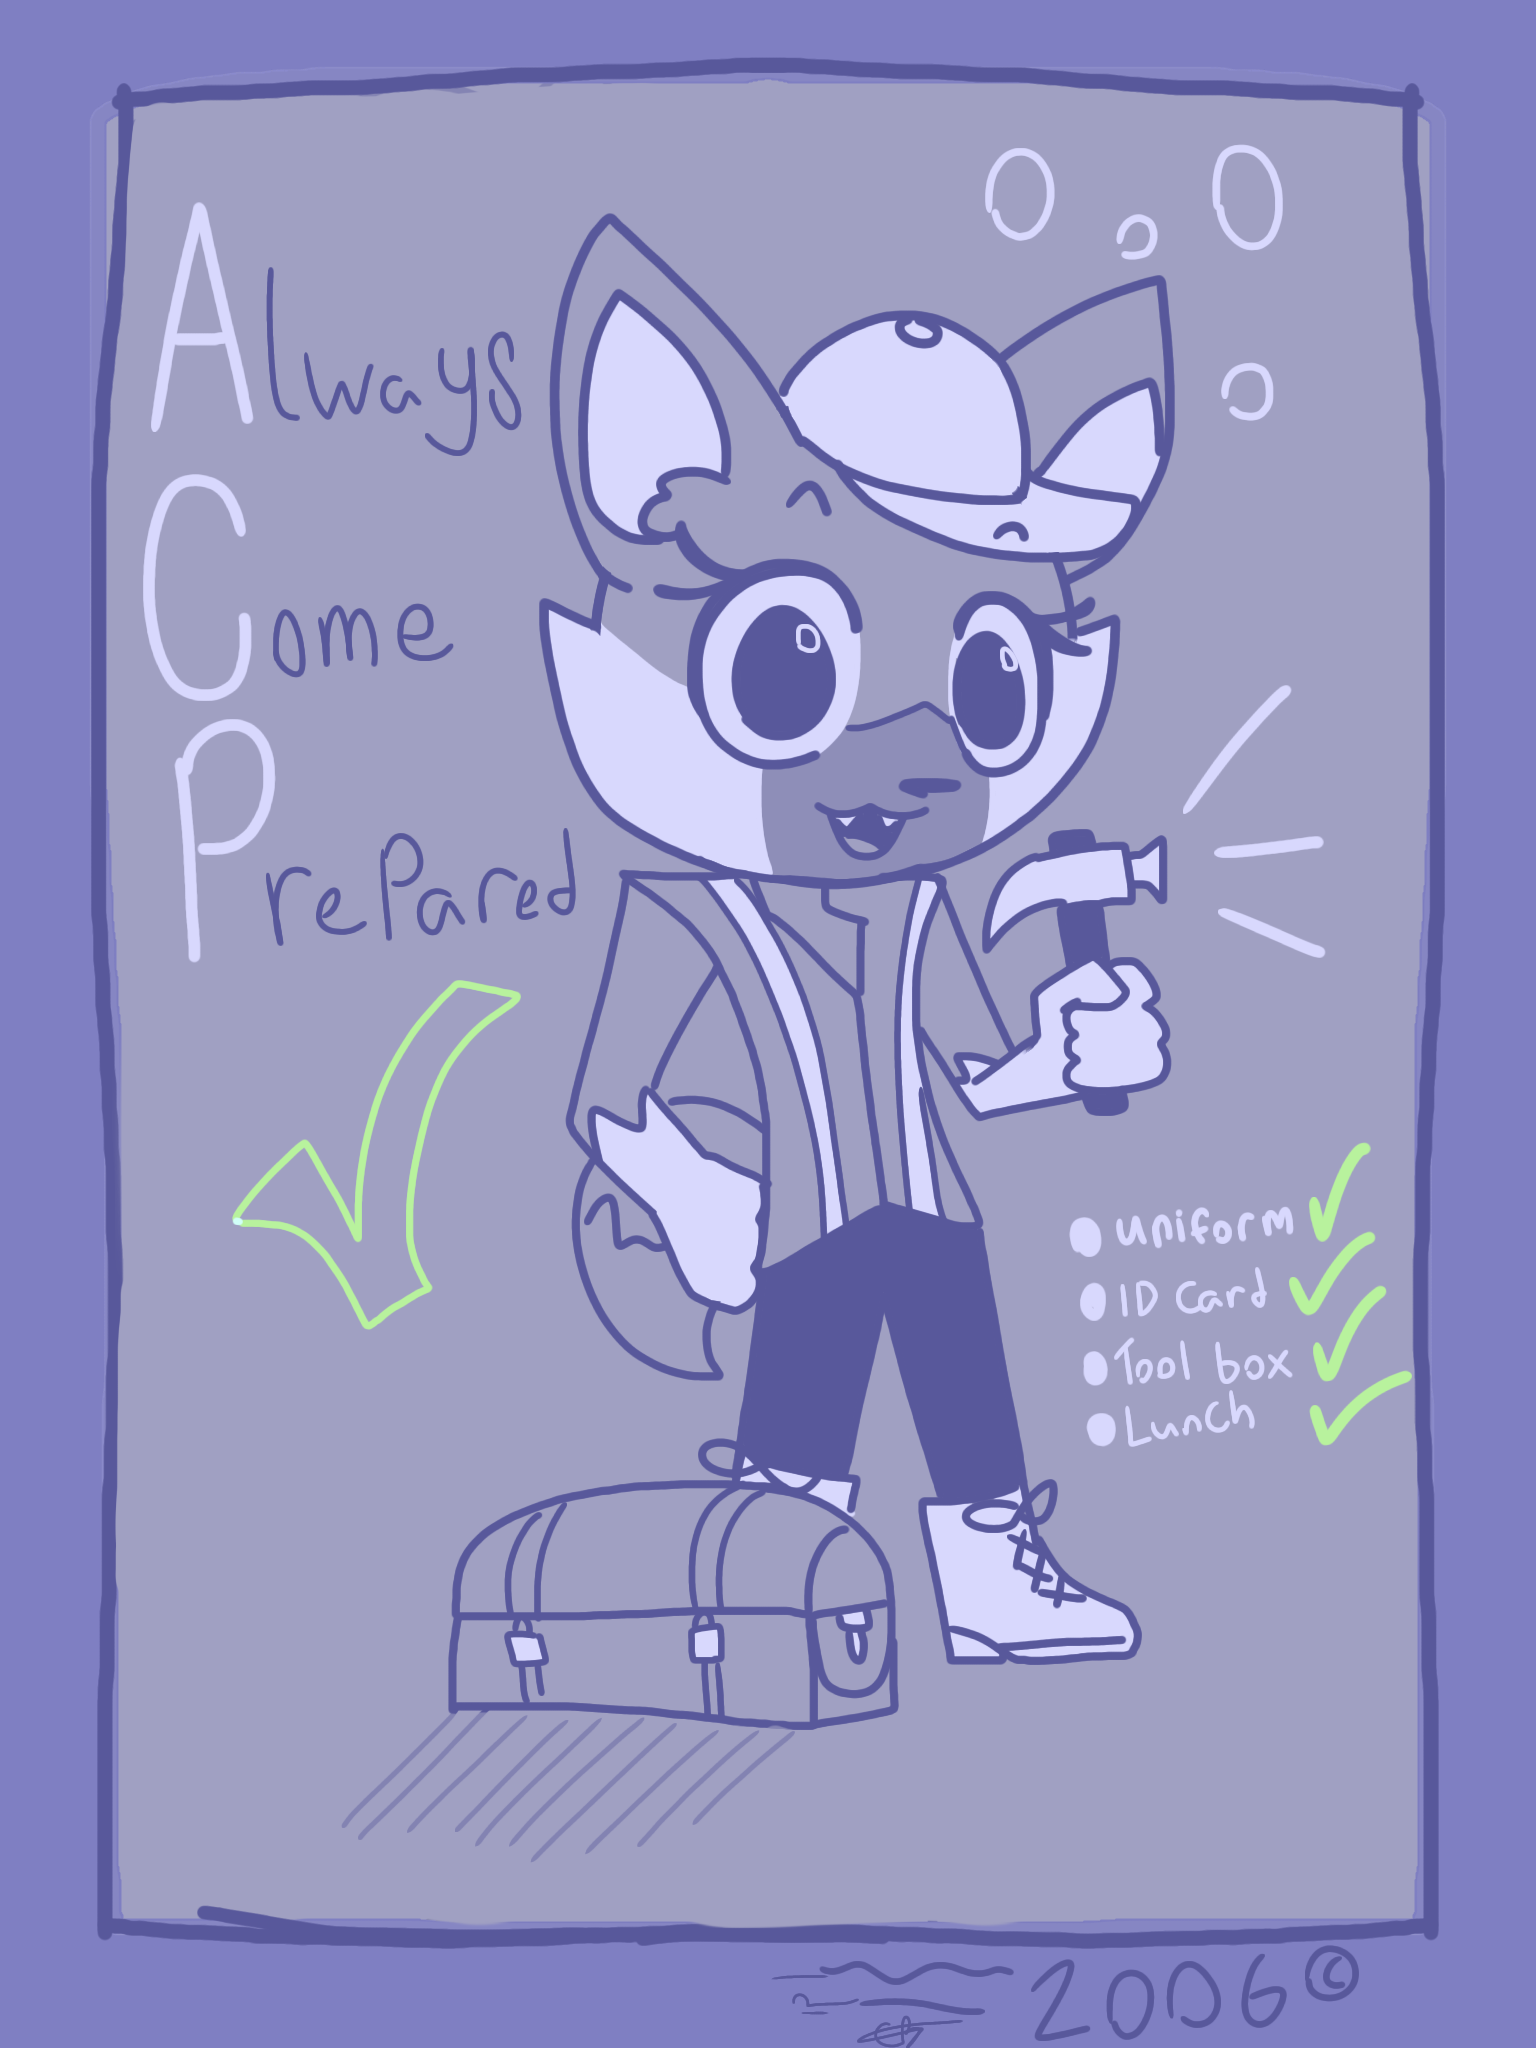 Always
Come
Prepared
uniform
ID Card
Tool box
Lunch
2006©